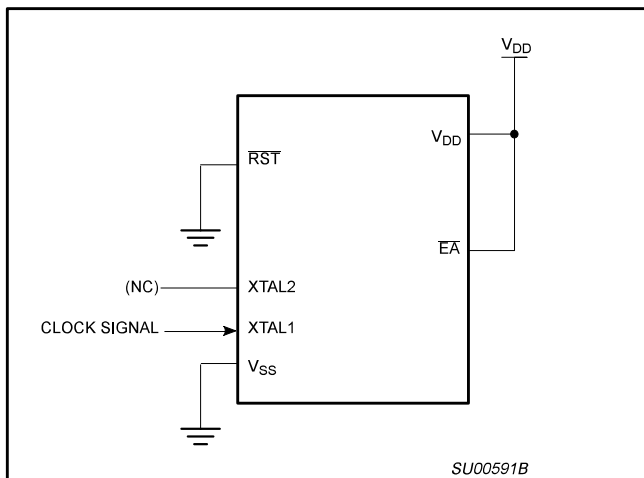 VDD
VDD
RST
EA
(NC)
XTAL2
CLOCK SIGNAL
XTAL1
VSS
SU00591B